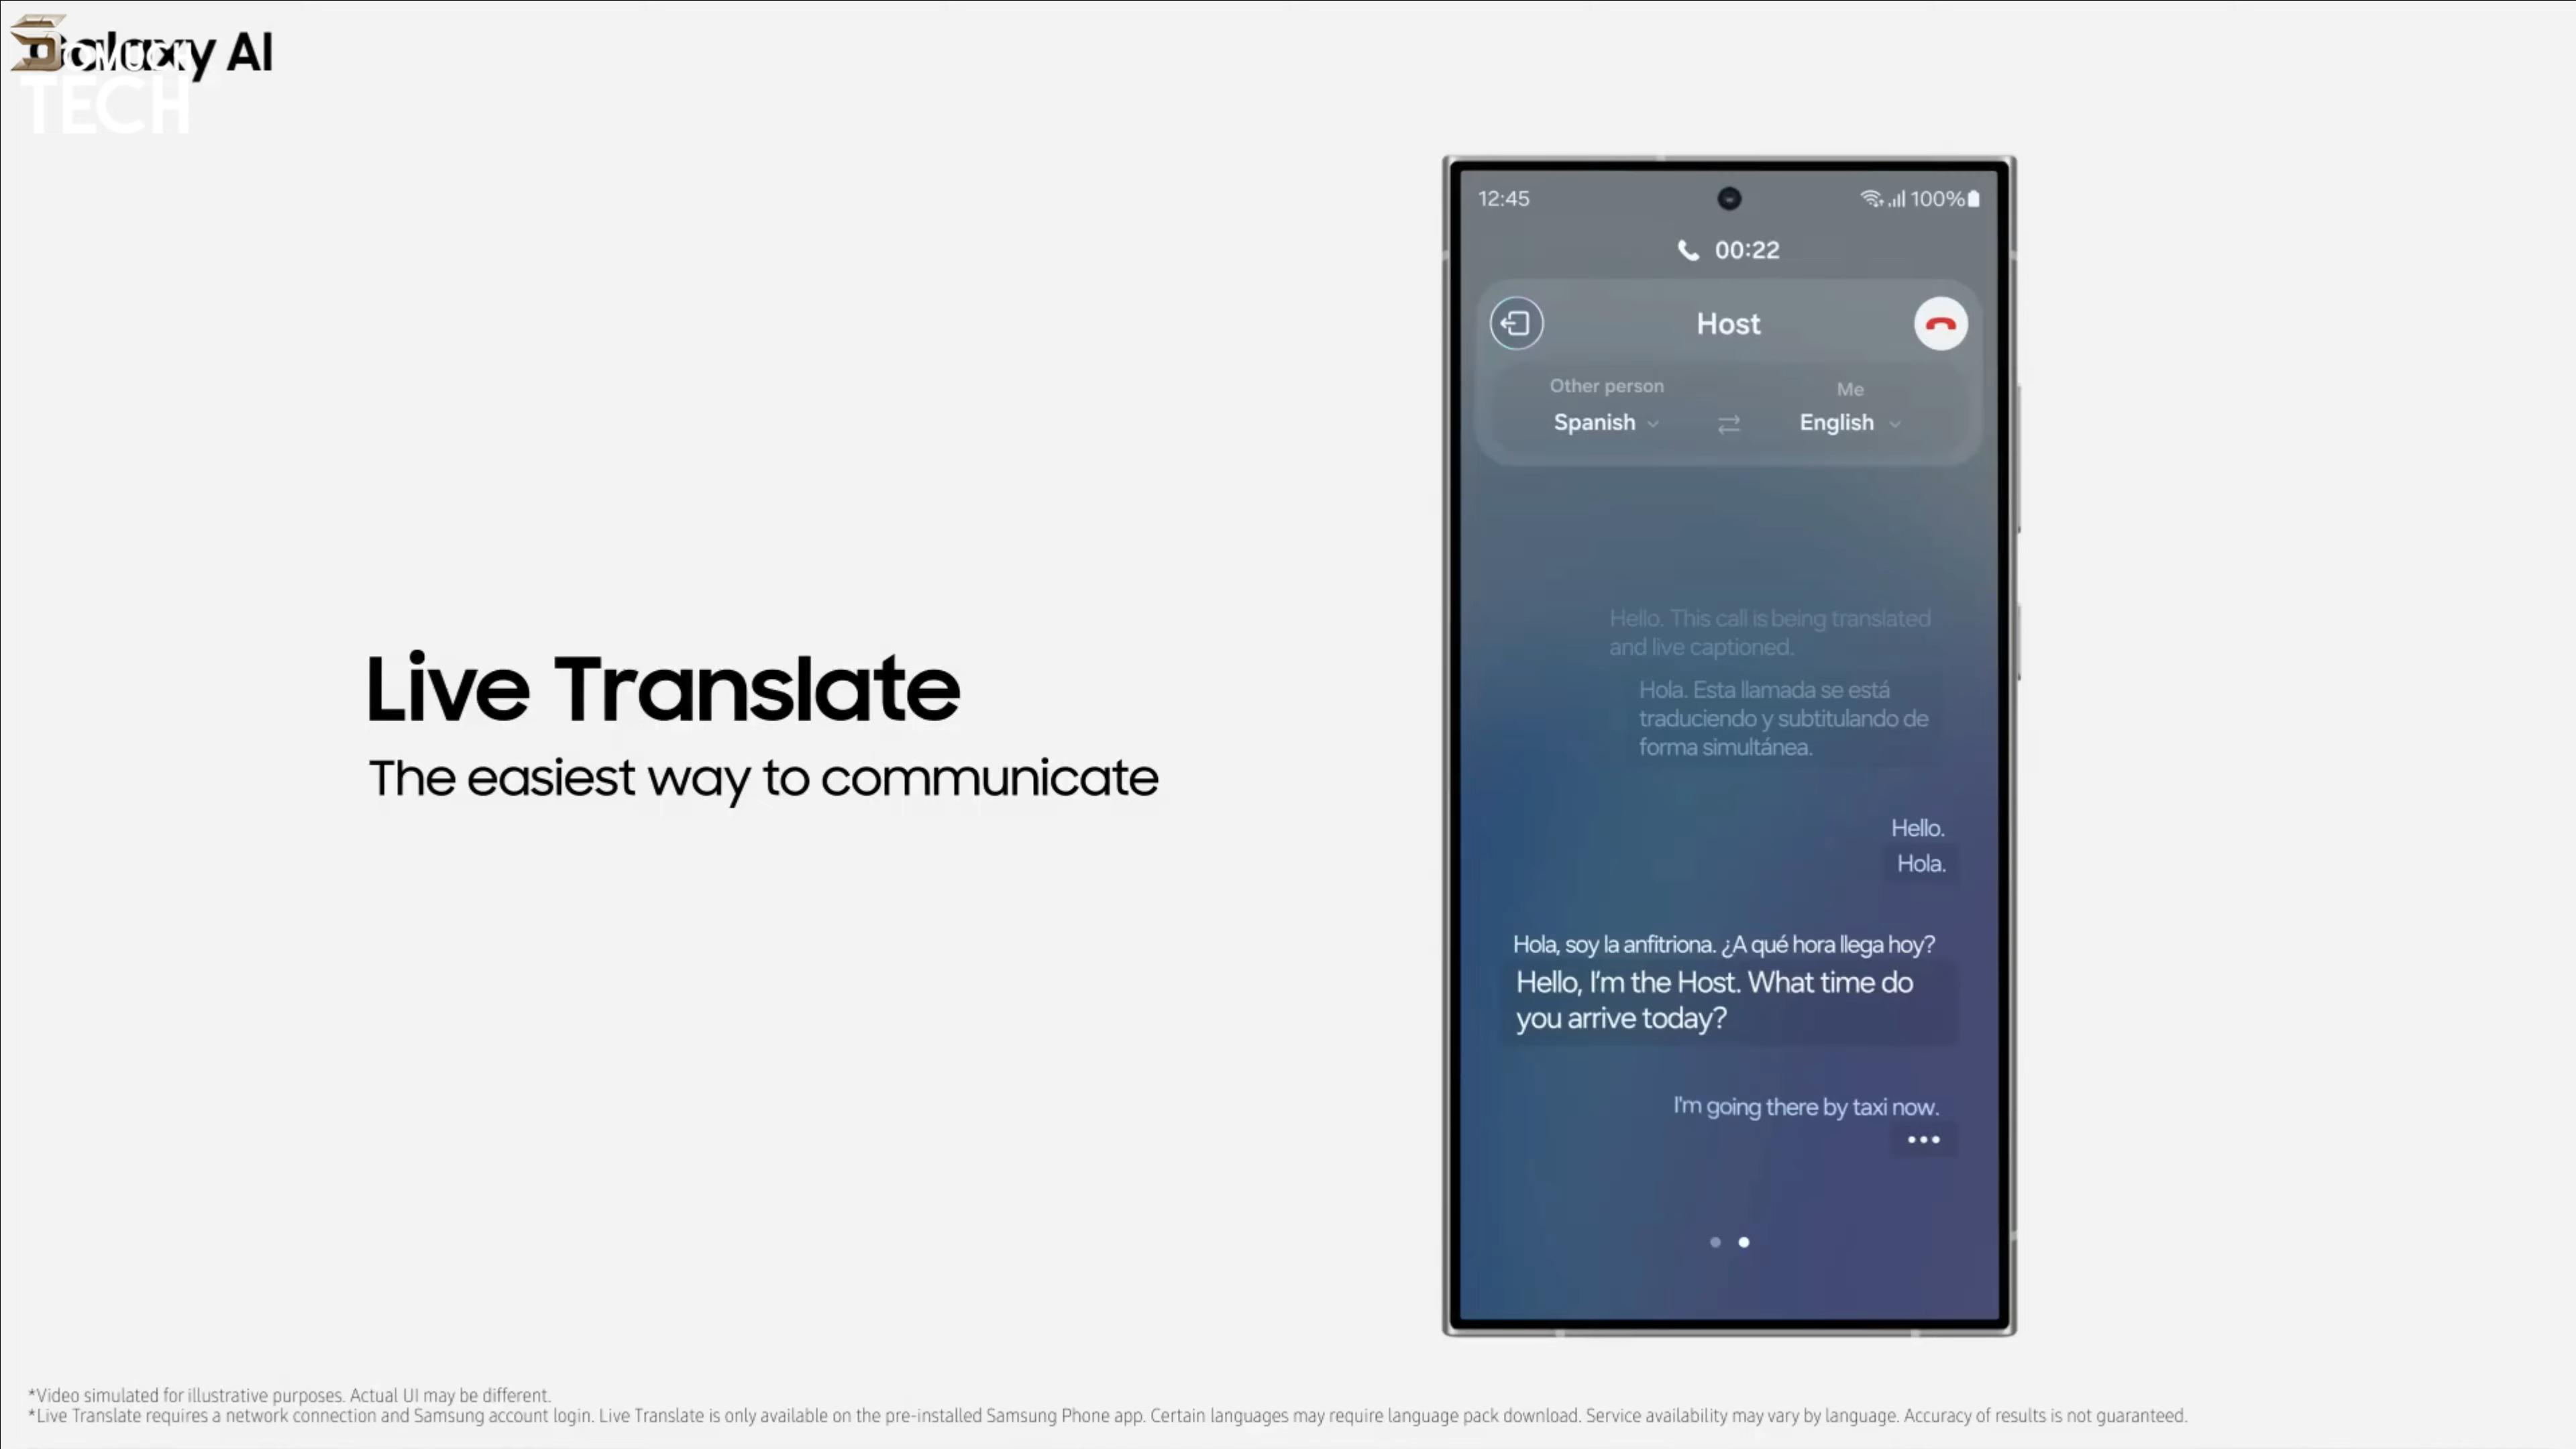 Galaxy AI
SOMUCH
TECH
12:45
100%
00:22
Host
Other person
Me
Spanish
English
Hello. This call is being translated
and live captioned.
Hola. Esta llamada se está
traduciendo y subtitulando de
forma simultánea.
Live Translate
The easiest way to communicate
Hello.
Hola.
Hola, soy la anfitriona. ¿A qué hora llega hoy?
Hello, I'm the Host. What time do
you arrive today?
I'm going there by taxi now.
*Video simulated for illustrative purposes. Actual UI may be different.
*Live Translate requires a network connection and Samsung account login. Live Translate is only available on the pre-installed Samsung Phone app. Certain languages may require language pack download. Service availability may vary by language. Accuracy of results is not guaranteed.